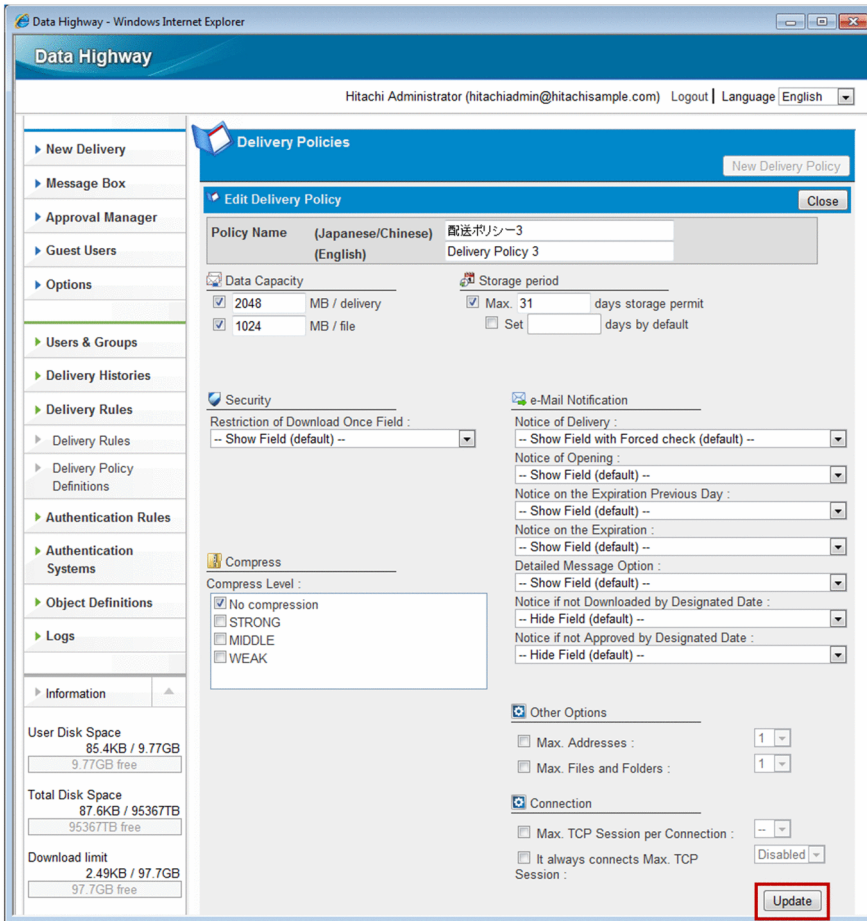 Data Highway - Windows Internet Explorer
Data Highway
Hitachi Administrator (hitachiadmin@hitachisample.com) Logout | Language English
New Delivery
Message Box
Approval Manager
Guest Users
Options
Users & Groups
Delivery Histories
Delivery Rules
Delivery Rules
Delivery Policy
Definitions
Authentication Rules
Authentication
Systems
Object Definitions
Logs
Information
User Disk Space
85.4KB / 9.77GB
9.77GB free
Total Disk Space
87.6KB / 95367TB
95367TB free
Download limit
2.49KB / 97.7GB
97.7GB free
Delivery Policies
New Delivery Policy
Edit Delivery Policy
Close
Policy Name (Japanese/Chinese) 配送ポリシー3
(English) Delivery Policy 3
Data Capacity
2048 MB / delivery
1024 MB / file
Storage period
Max. 31 days storage permit
Set days by default
Security
Restriction of Download Once Field :
-- Show Field (default) --
Compress
Compress Level :
No compression
STRONG
MIDDLE
WEAK
e-Mail Notification
Notice of Delivery :
-- Show Field with Forced check (default) --
Notice of Opening :
-- Show Field (default) --
Notice on the Expiration Previous Day :
-- Show Field (default) --
Notice on the Expiration :
-- Show Field (default) --
Detailed Message Option :
-- Show Field (default) --
Notice if not Downloaded by Designated Date :
-- Hide Field (default) --
Notice if not Approved by Designated Date :
-- Hide Field (default) --
Other Options
Max. Addresses : 1
Max. Files and Folders : 1
Connection
Max. TCP Session per Connection : --
It always connects Max. TCP Disabled
Session :
Update